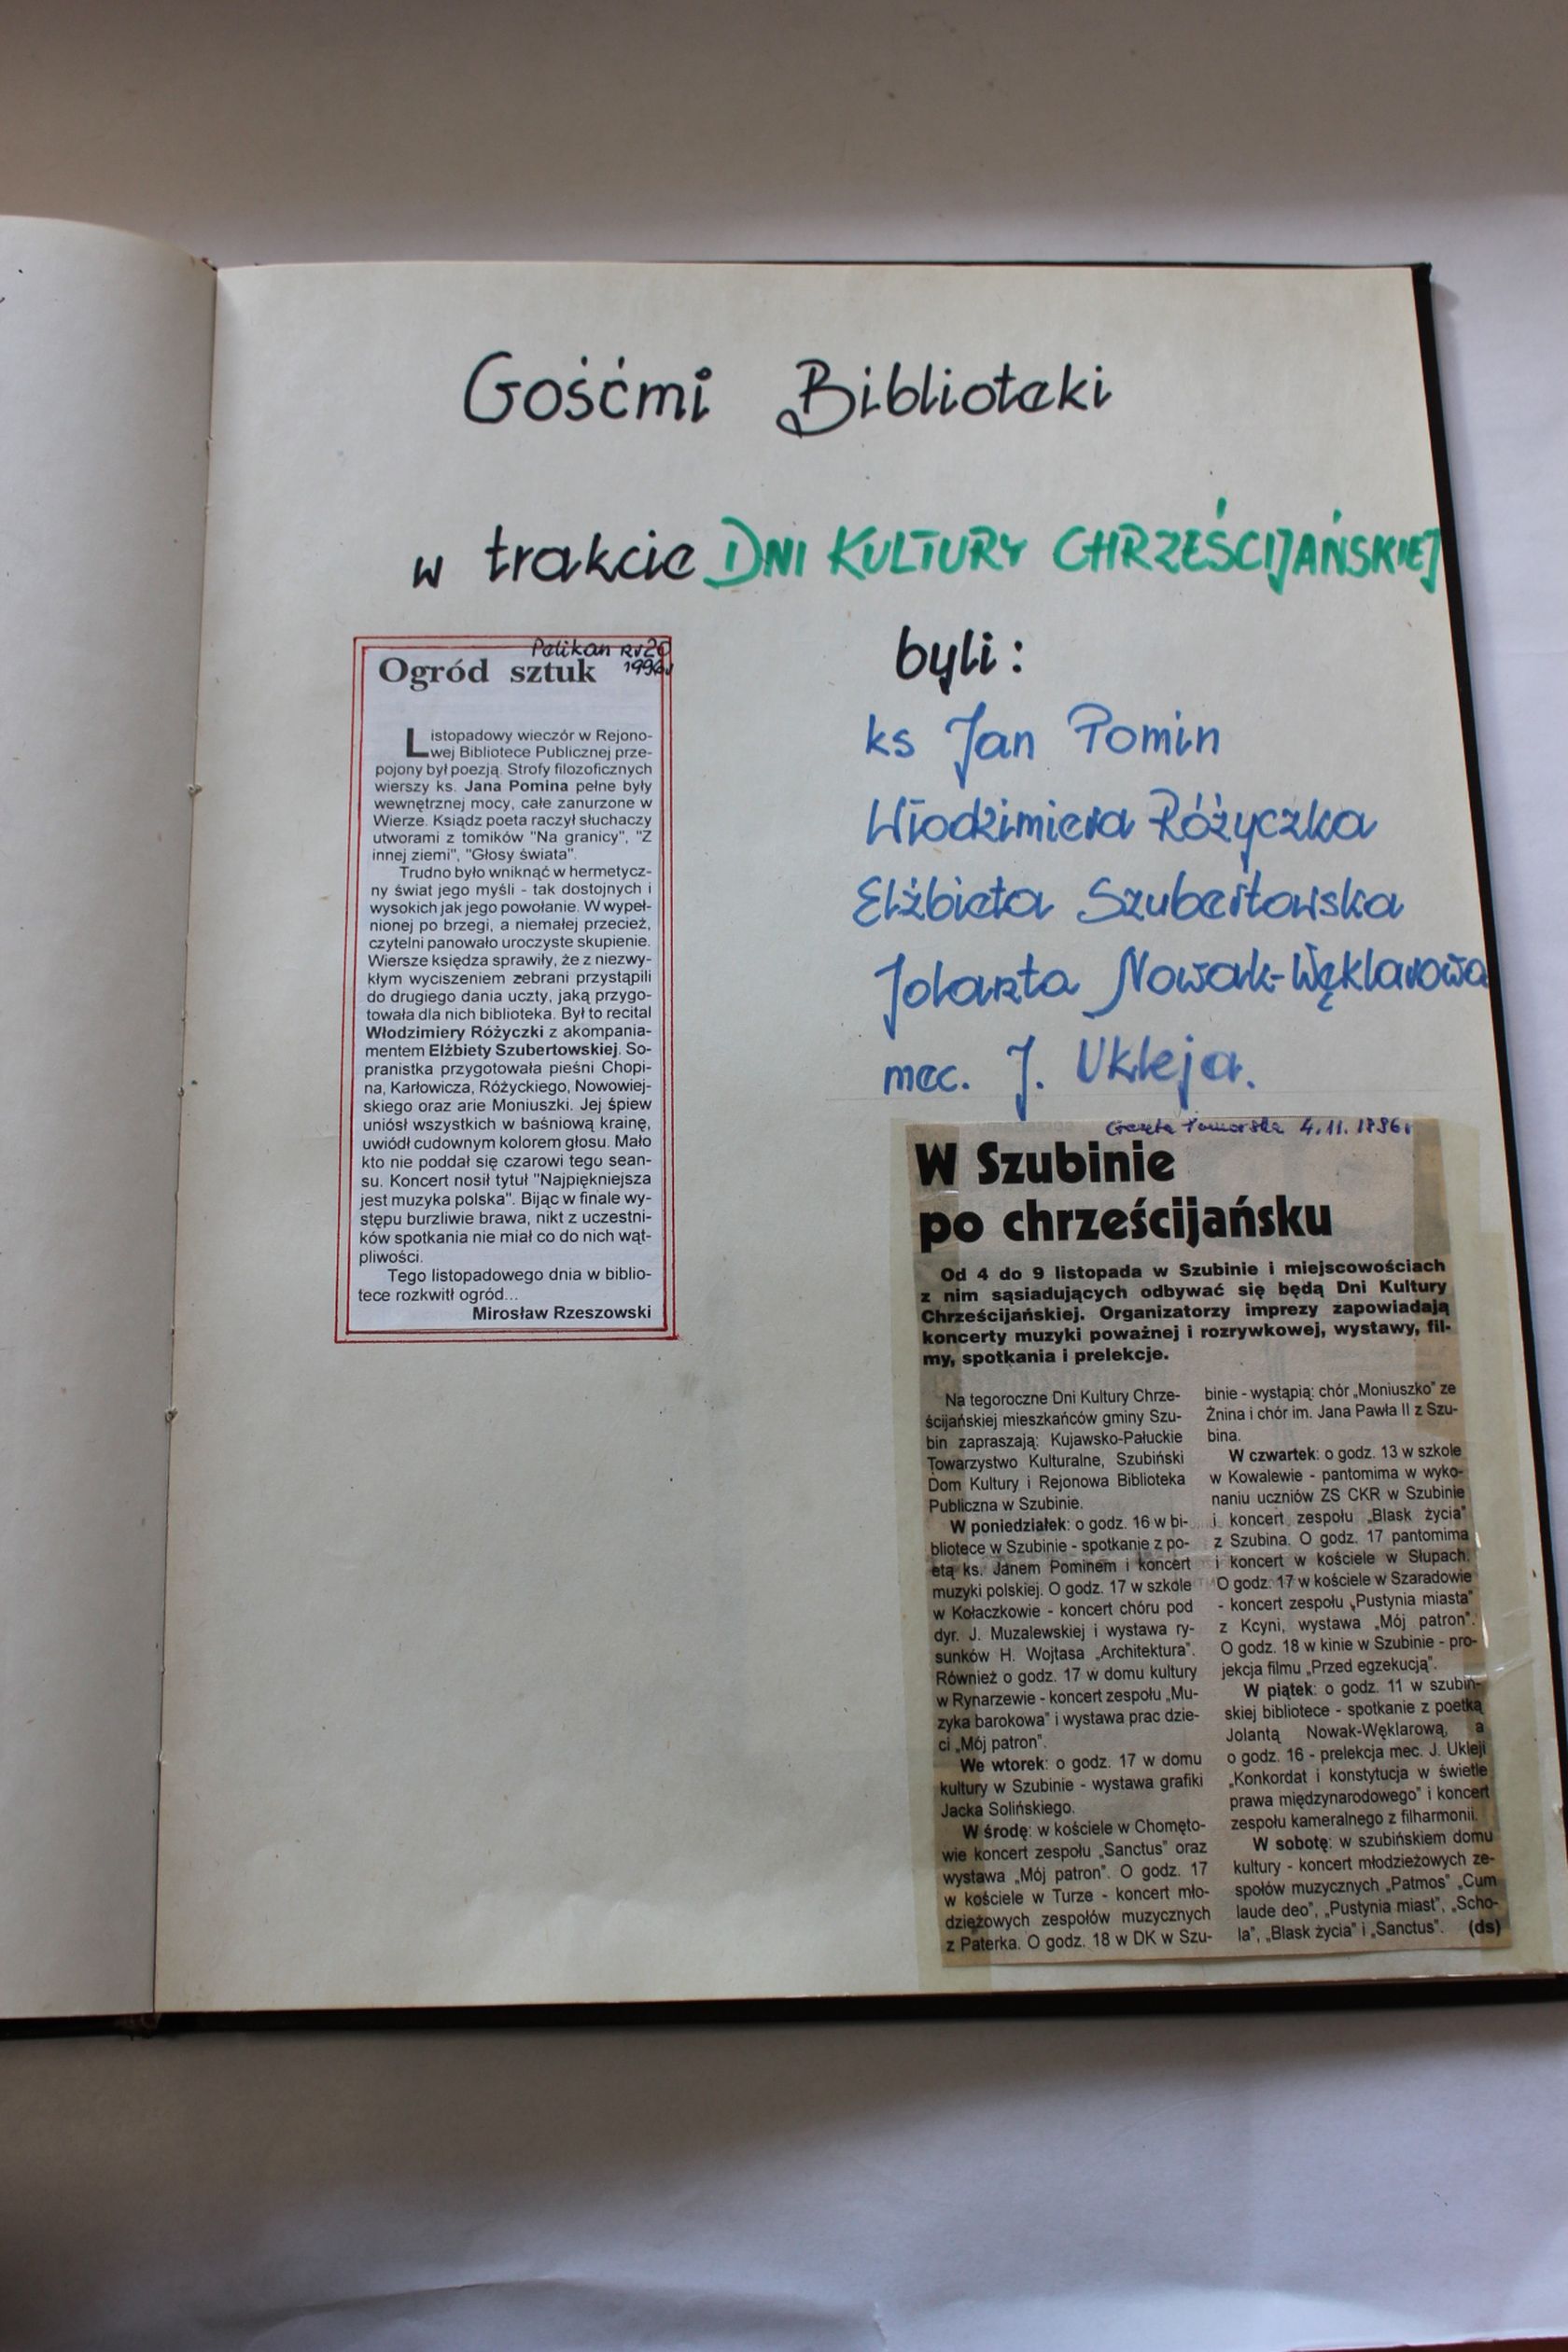 Gośćmi Biblioteki
w trakcie DNI KULTURY CHRZEŚCIJAŃSKIEJ
byli:
ks Jan Pomin
Włodzimiera Różyczka
Elżbieta Szubertowska
Jolanta Nowak-Węklarowa
mec. J. Ukleja.
Pelikan nr 20
1996r
Ogród sztuk
Listopadowy wieczór w Rejono-
wej Bibliotece Publicznej prze-
pojony był poezją. Strofy filozoficznych
wierszy ks. Jana Pomina pełne były
wewnętrznej mocy, całe zanurzone w
Wierze. Ksiądz poeta raczył słuchaczy
utworami z tomików "Na granicy", "Z
innej ziemi", "Głosy świata".
Trudno było wniknąć w hermetycz-
ny świat jego myśli - tak dostojnych i
wysokich jak jego powołanie. W wypeł-
nionej po brzegi, a niemałej przecież,
czytelni panowało uroczyste skupienie.
Wiersze księdza sprawiły, że z niezwy-
kłym wyciszeniem zebrani przystąpili
do drugiego dania uczty, jaką przygo-
towała dla nich biblioteka. Był to recital
Włodzimiery Różyczki z akompania-
mentem Elżbiety Szubertowskiej. So-
pranistka przygotowała pieśni Chopi-
na, Karłowicza, Różyckiego, Nowowiej-
skiego oraz arie Moniuszki. Jej śpiew
uniósł wszystkich w baśniową krainę,
uwiódł cudownym kolorem głosu. Mało
kto nie poddał się czarowi tego sean-
su. Koncert nosił tytuł "Najpiękniejsza
jest muzyka polska". Bijąc w finale wy-
stępu burzliwie brawa, nikt z uczestni-
ków spotkania nie miał co do nich wąt-
pliwości.
Tego listopadowego dnia w biblio-
tece rozkwitł ogród...
Mirosław Rzeszowski
Gazeta Pomorska 4.11.1996r
W Szubinie
po chrześcijańsku
Od 4 do 9 listopada w Szubinie i miejscowościach
z nim sąsiadujących odbywać się będą Dni Kultury
Chrześcijańskiej. Organizatorzy imprezy zapowiadają
koncerty muzyki poważnej i rozrywkowej, wystawy, fil-
my, spotkania i prelekcje.
Na tegoroczne Dni Kultury Chrze-
ścijańskiej mieszkańców gminy Szu-
bin zapraszają: Kujawsko-Pałuckie
Towarzystwo Kulturalne, Szubiński
Dom Kultury i Rejonowa Biblioteka
Publiczna w Szubinie.
W poniedziałek: o godz. 16 w bi-
bliotece w Szubinie - spotkanie z po-
etą ks. Janem Pominem i koncert
muzyki polskiej. O godz. 17 w szkole
w Kołaczkowie - koncert chóru pod
dyr. J. Muzalewskiej i wystawa ry-
sunków H. Wojtasa „Architektura”.
Również o godz. 17 w domu kultury
w Rynarzewie - koncert zespołu „Mu-
zyka barokowa” i wystawa prac dzie-
ci „Mój patron”.
We wtorek: o godz. 17 w domu
kultury w Szubinie - wystawa grafiki
Jacka Solińskiego.
W środę: w kościele w Chomęto-
wie koncert zespołu „Sanctus” oraz
wystawa „Mój patron”. O godz. 17
w kościele w Turze - koncert mło-
dzieżowych zespołów muzycznych
z Paterka. O godz. 18 w DK w Szu-
binie - wystąpią: chór „Moniuszko” ze
Żnina i chór im. Jana Pawła II z Szu-
bina.
W czwartek: o godz. 13 w szkole
w Kowalewie - pantomima w wyko-
naniu uczniów ZS CKR w Szubinie
i koncert zespołu „Blask życia”
z Szubina. O godz. 17 pantomima
i koncert w kościele w Słupach.
O godz. 17 w kościele w Szaradowie
- koncert zespołu „Pustynia miasta”
z Kcyni, wystawa „Mój patron”.
O godz. 18 w kinie w Szubinie - pro-
jekcja filmu „Przed egzekucją”.
W piątek: o godz. 11 w szubiń-
skiej bibliotece - spotkanie z poetką
Jolantą Nowak-Węklarową, a
o godz. 16 - prelekcja mec. J. Ukleji
„Konkordat i konstytucja w świetle
prawa międzynarodowego” i koncert
zespołu kameralnego z filharmonii.
W sobotę: w szubińskiem domu
kultury - koncert młodzieżowych ze-
społów muzycznych „Patmos” „Cum
laude deo”, „Pustynia miast”, „Scho-
la”, „Blask życia” i „Sanctus”. (ds)